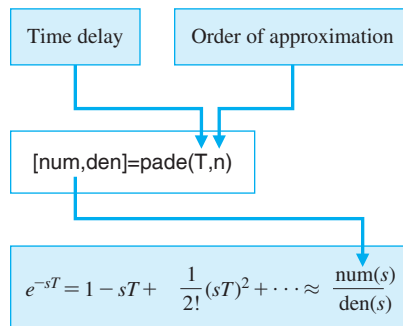 Time delay
Order of approximation
[num,den]=pade(T,n)
e^{-sT} = 1 − sT + 1/2! (sT)^2 + · · · ≈ num(s)/den(s)